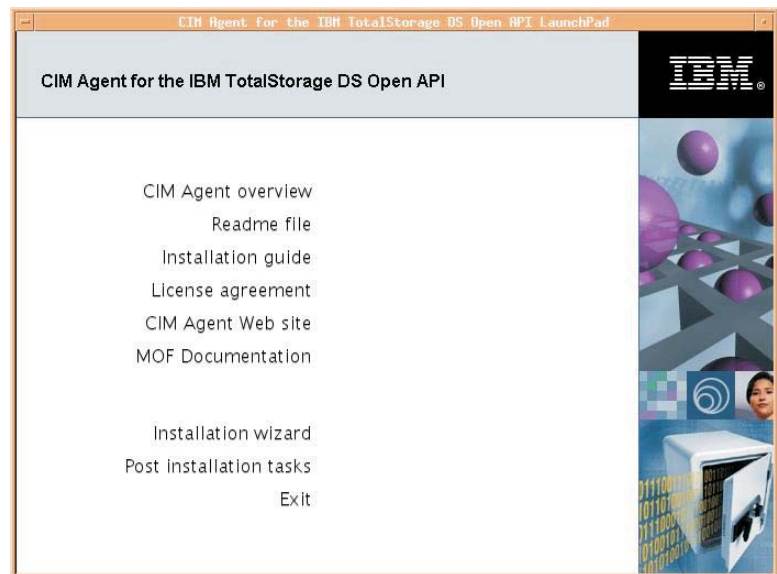 CIM Agent for the IBM TotalStorage DS Open API LaunchPad
CIM Agent for the IBM TotalStorage DS Open API
IBM®
CIM Agent overview
Readme file
Installation guide
License agreement
CIM Agent Web site
MOF Documentation
Installation wizard
Post installation tasks
Exit